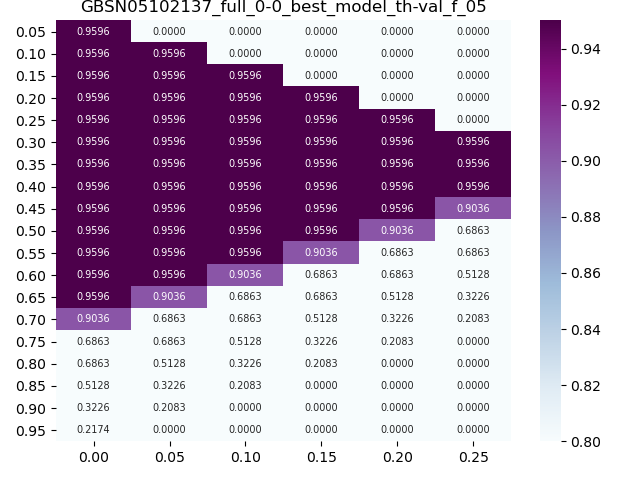 GBSN05102137_full_0-0_best_model_th-val_f_05
0.05 0.9596 0.0000 0.0000 0.0000 0.0000 0.0000
0.10 0.9596 0.9596 0.0000 0.0000 0.0000 0.0000
0.15 0.9596 0.9596 0.9596 0.0000 0.0000 0.0000
0.20 0.9596 0.9596 0.9596 0.9596 0.0000 0.0000
0.25 0.9596 0.9596 0.9596 0.9596 0.9596 0.0000
0.30 0.9596 0.9596 0.9596 0.9596 0.9596 0.9596
0.35 0.9596 0.9596 0.9596 0.9596 0.9596 0.9596
0.40 0.9596 0.9596 0.9596 0.9596 0.9596 0.9596
0.45 0.9596 0.9596 0.9596 0.9596 0.9596 0.9036
0.50 0.9596 0.9596 0.9596 0.9596 0.9036 0.6863
0.55 0.9596 0.9596 0.9596 0.9036 0.6863 0.6863
0.60 0.9596 0.9596 0.9036 0.6863 0.6863 0.5128
0.65 0.9596 0.9036 0.6863 0.6863 0.5128 0.3226
0.70 0.9036 0.6863 0.6863 0.5128 0.3226 0.2083
0.75 0.6863 0.6863 0.5128 0.3226 0.2083 0.0000
0.80 0.6863 0.5128 0.3226 0.2083 0.0000 0.0000
0.85 0.5128 0.3226 0.2083 0.0000 0.0000 0.0000
0.90 0.3226 0.2083 0.0000 0.0000 0.0000 0.0000
0.95 0.2174 0.0000 0.0000 0.0000 0.0000 0.0000
0.00 0.05 0.10 0.15 0.20 0.25
0.94
0.92
0.90
0.88
0.86
0.84
0.82
0.80